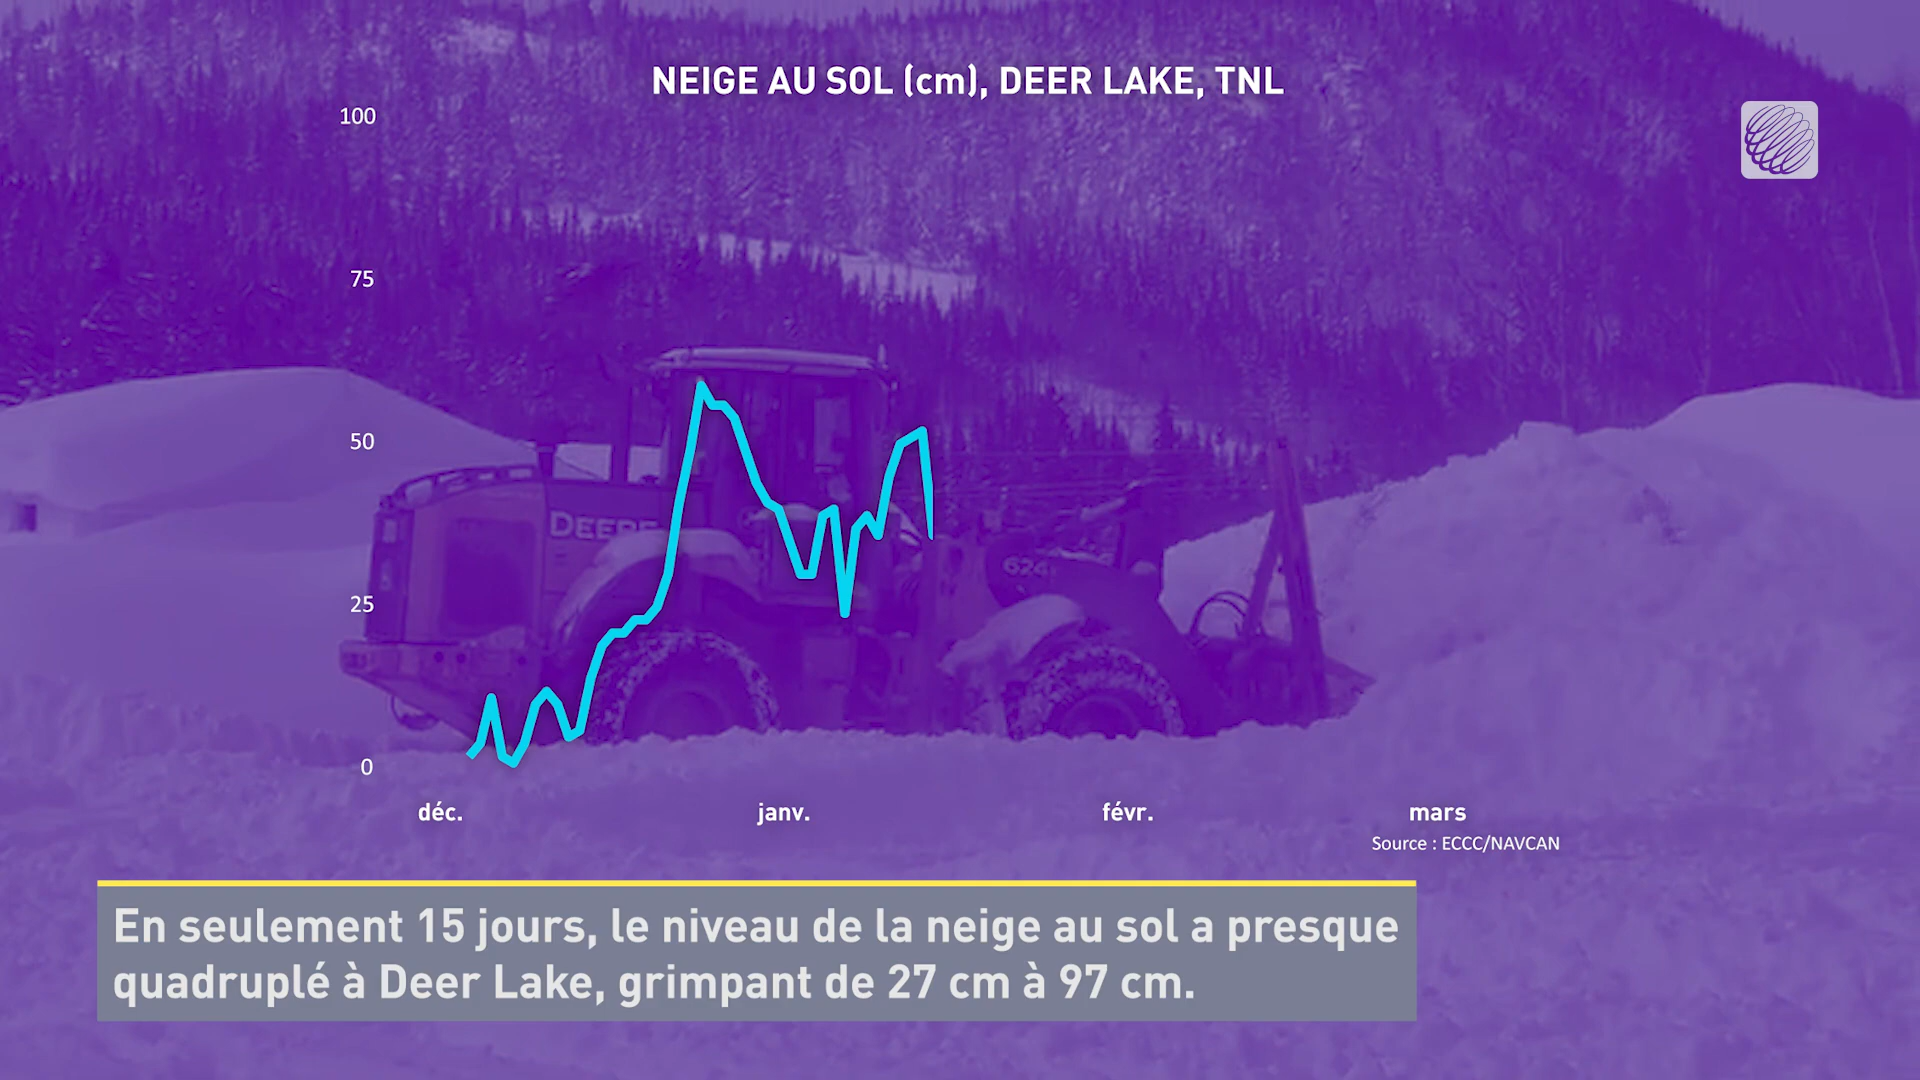 NEIGE AU SOL (cm), DEER LAKE, TNL
100
75
50
DEERE
624
25
0
déc. janv. févr. mars
Source : ECCC/NAVCAN
En seulement 15 jours, le niveau de la neige au sol a presque
quadruplé à Deer Lake, grimpant de 27 cm à 97 cm.